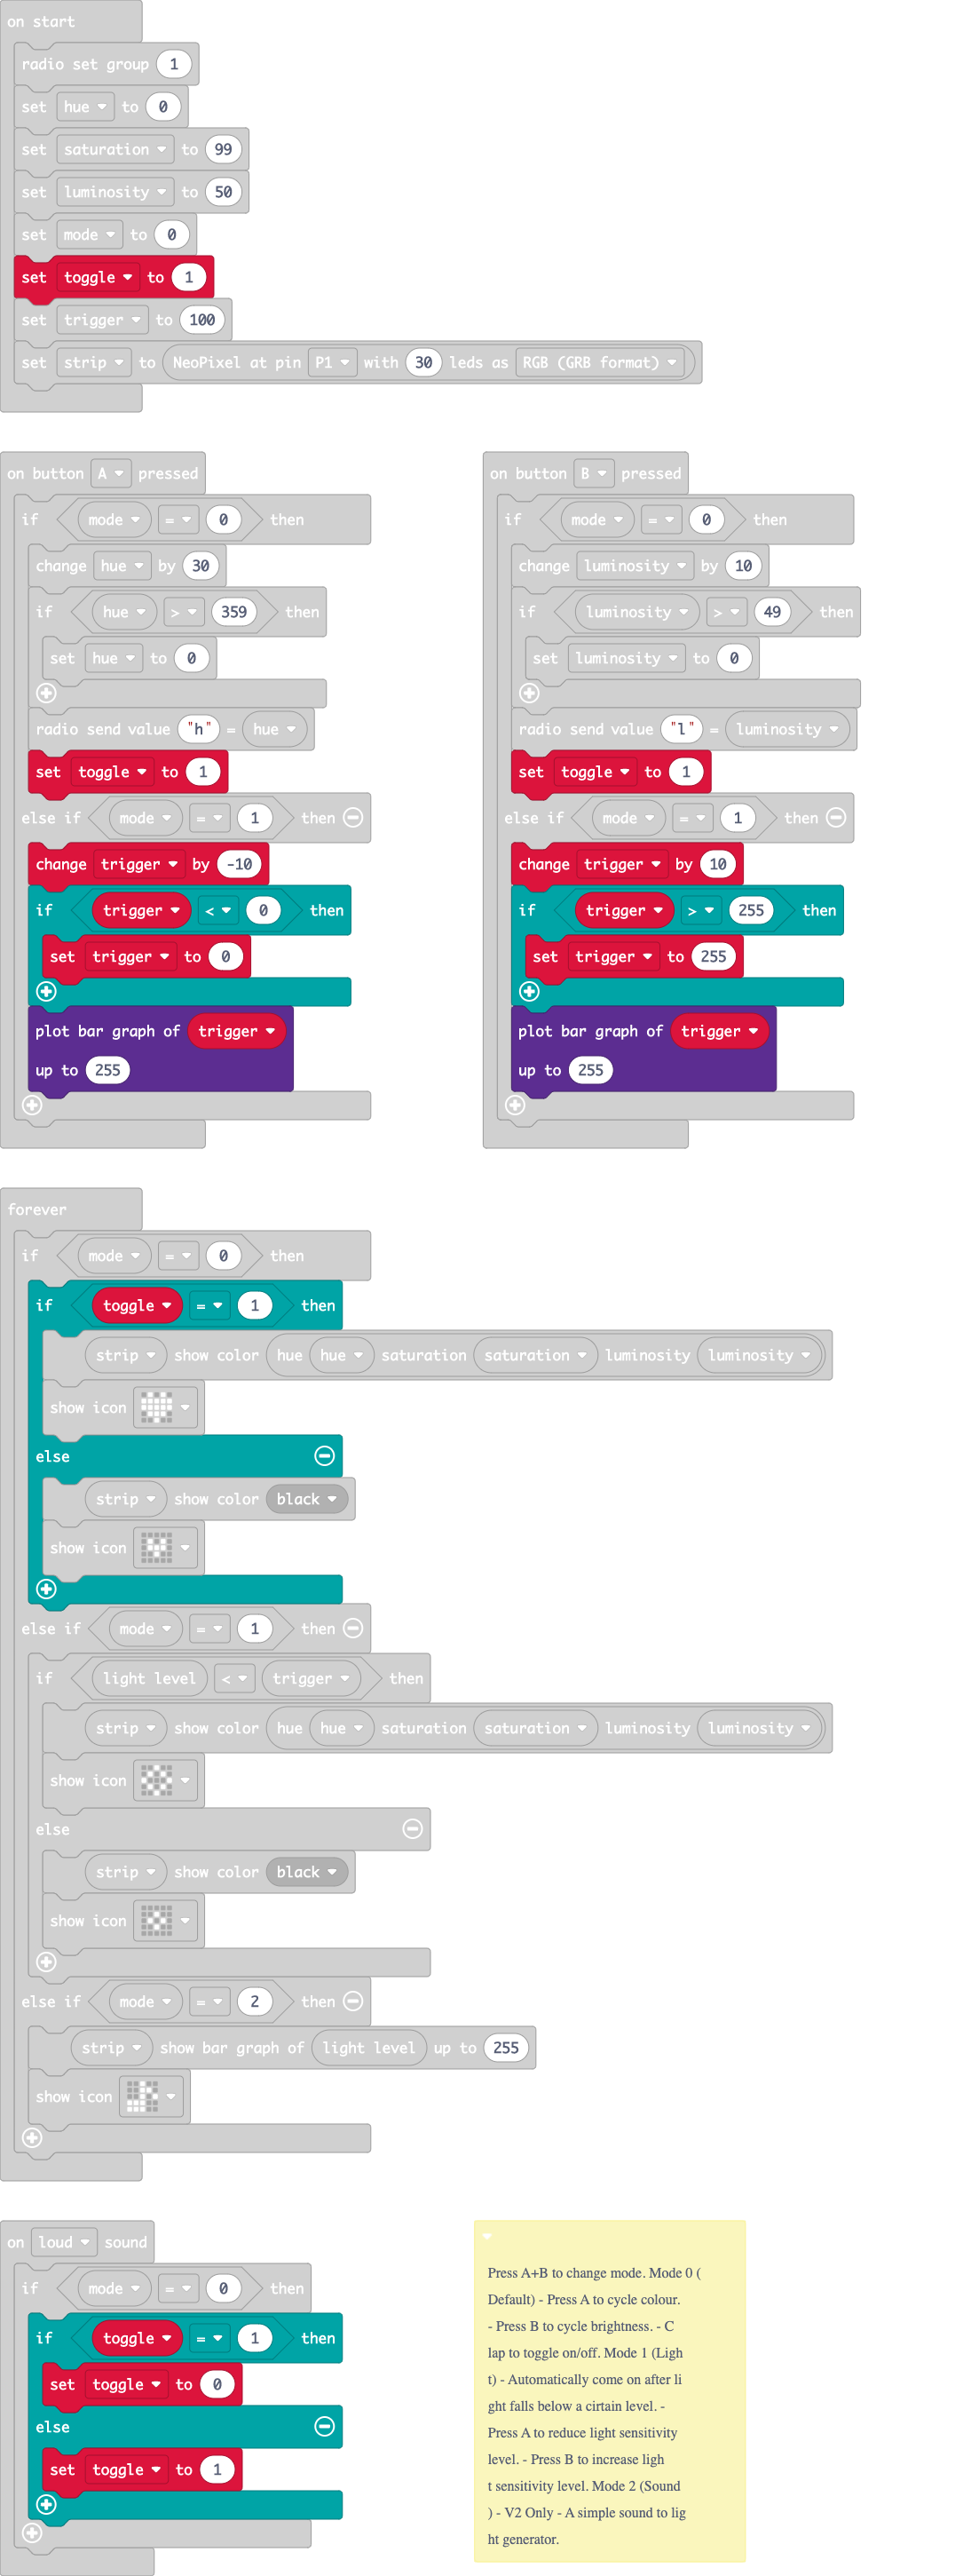 on start
radio set group 1
set hue to 0
set saturation to 99
set luminosity to 50
set mode to 0
set toggle to 1
set trigger to 100
set strip to NeoPixel at pin P1 with 30 leds as RGB (GRB format)
on button A pressed
if mode = 0 then
change hue by 30
if hue > 359 then
set hue to 0
radio send value "h" = hue
set toggle to 1
else if mode = 1 then
change trigger by -10
if trigger < 0 then
set trigger to 0
plot bar graph of trigger
up to 255
on button B pressed
if mode = 0 then
change luminosity by 10
if luminosity > 49 then
set luminosity to 0
radio send value "l" = luminosity
set toggle to 1
else if mode = 1 then
change trigger by 10
if trigger > 255 then
set trigger to 255
plot bar graph of trigger
up to 255
forever
if mode = 0 then
if toggle = 1 then
strip show color hue hue saturation saturation luminosity luminosity
show icon
else
strip show color black
show icon
else if mode = 1 then
if light level < trigger then
strip show color hue hue saturation saturation luminosity luminosity
show icon
else
strip show color black
show icon
else if mode = 2 then
strip show bar graph of light level up to 255
show icon
on loud sound
if mode = 0 then
if toggle = 1 then
set toggle to 0
else
set toggle to 1
Press A+B to change mode. Mode 0 (
Default) - Press A to cycle colour.
- Press B to cycle brightness. - C
lap to toggle on/off. Mode 1 (Ligh
t) - Automatically come on after li
ght falls below a cirtain level. -
Press A to reduce light sensitivity
level. - Press B to increase ligh
t sensitivity level. Mode 2 (Sound
) - V2 Only - A simple sound to lig
ht generator.